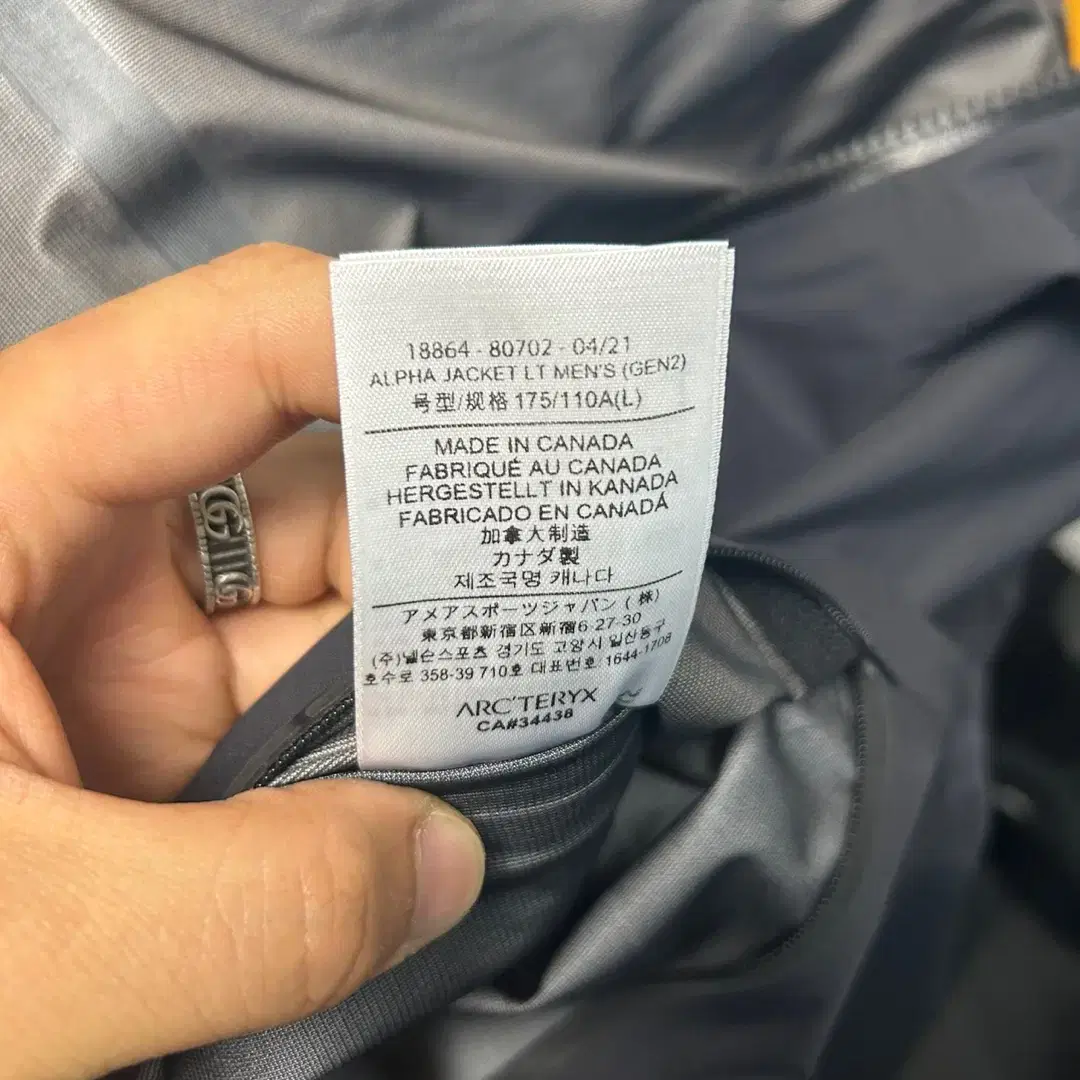 18864 - 80702 - 04/21
ALPHA JACKET LT MEN'S (GEN2)
号型/规格 175/110A(L)
MADE IN CANADA
FABRIQUÉ AU CANADA
HERGESTELLT IN KANADA
FABRICADO EN CANADÁ
加拿大制造
カナダ製
제조국명 캐나다
アメアスポーツジャパン (株)
東京都新宿区新宿6-27-30
(주)넬슨스포츠 경기도 고양시 일산동구
호수로 358-39 710호 대표번호 1644-1708
ARC'TERYX
CA#34438